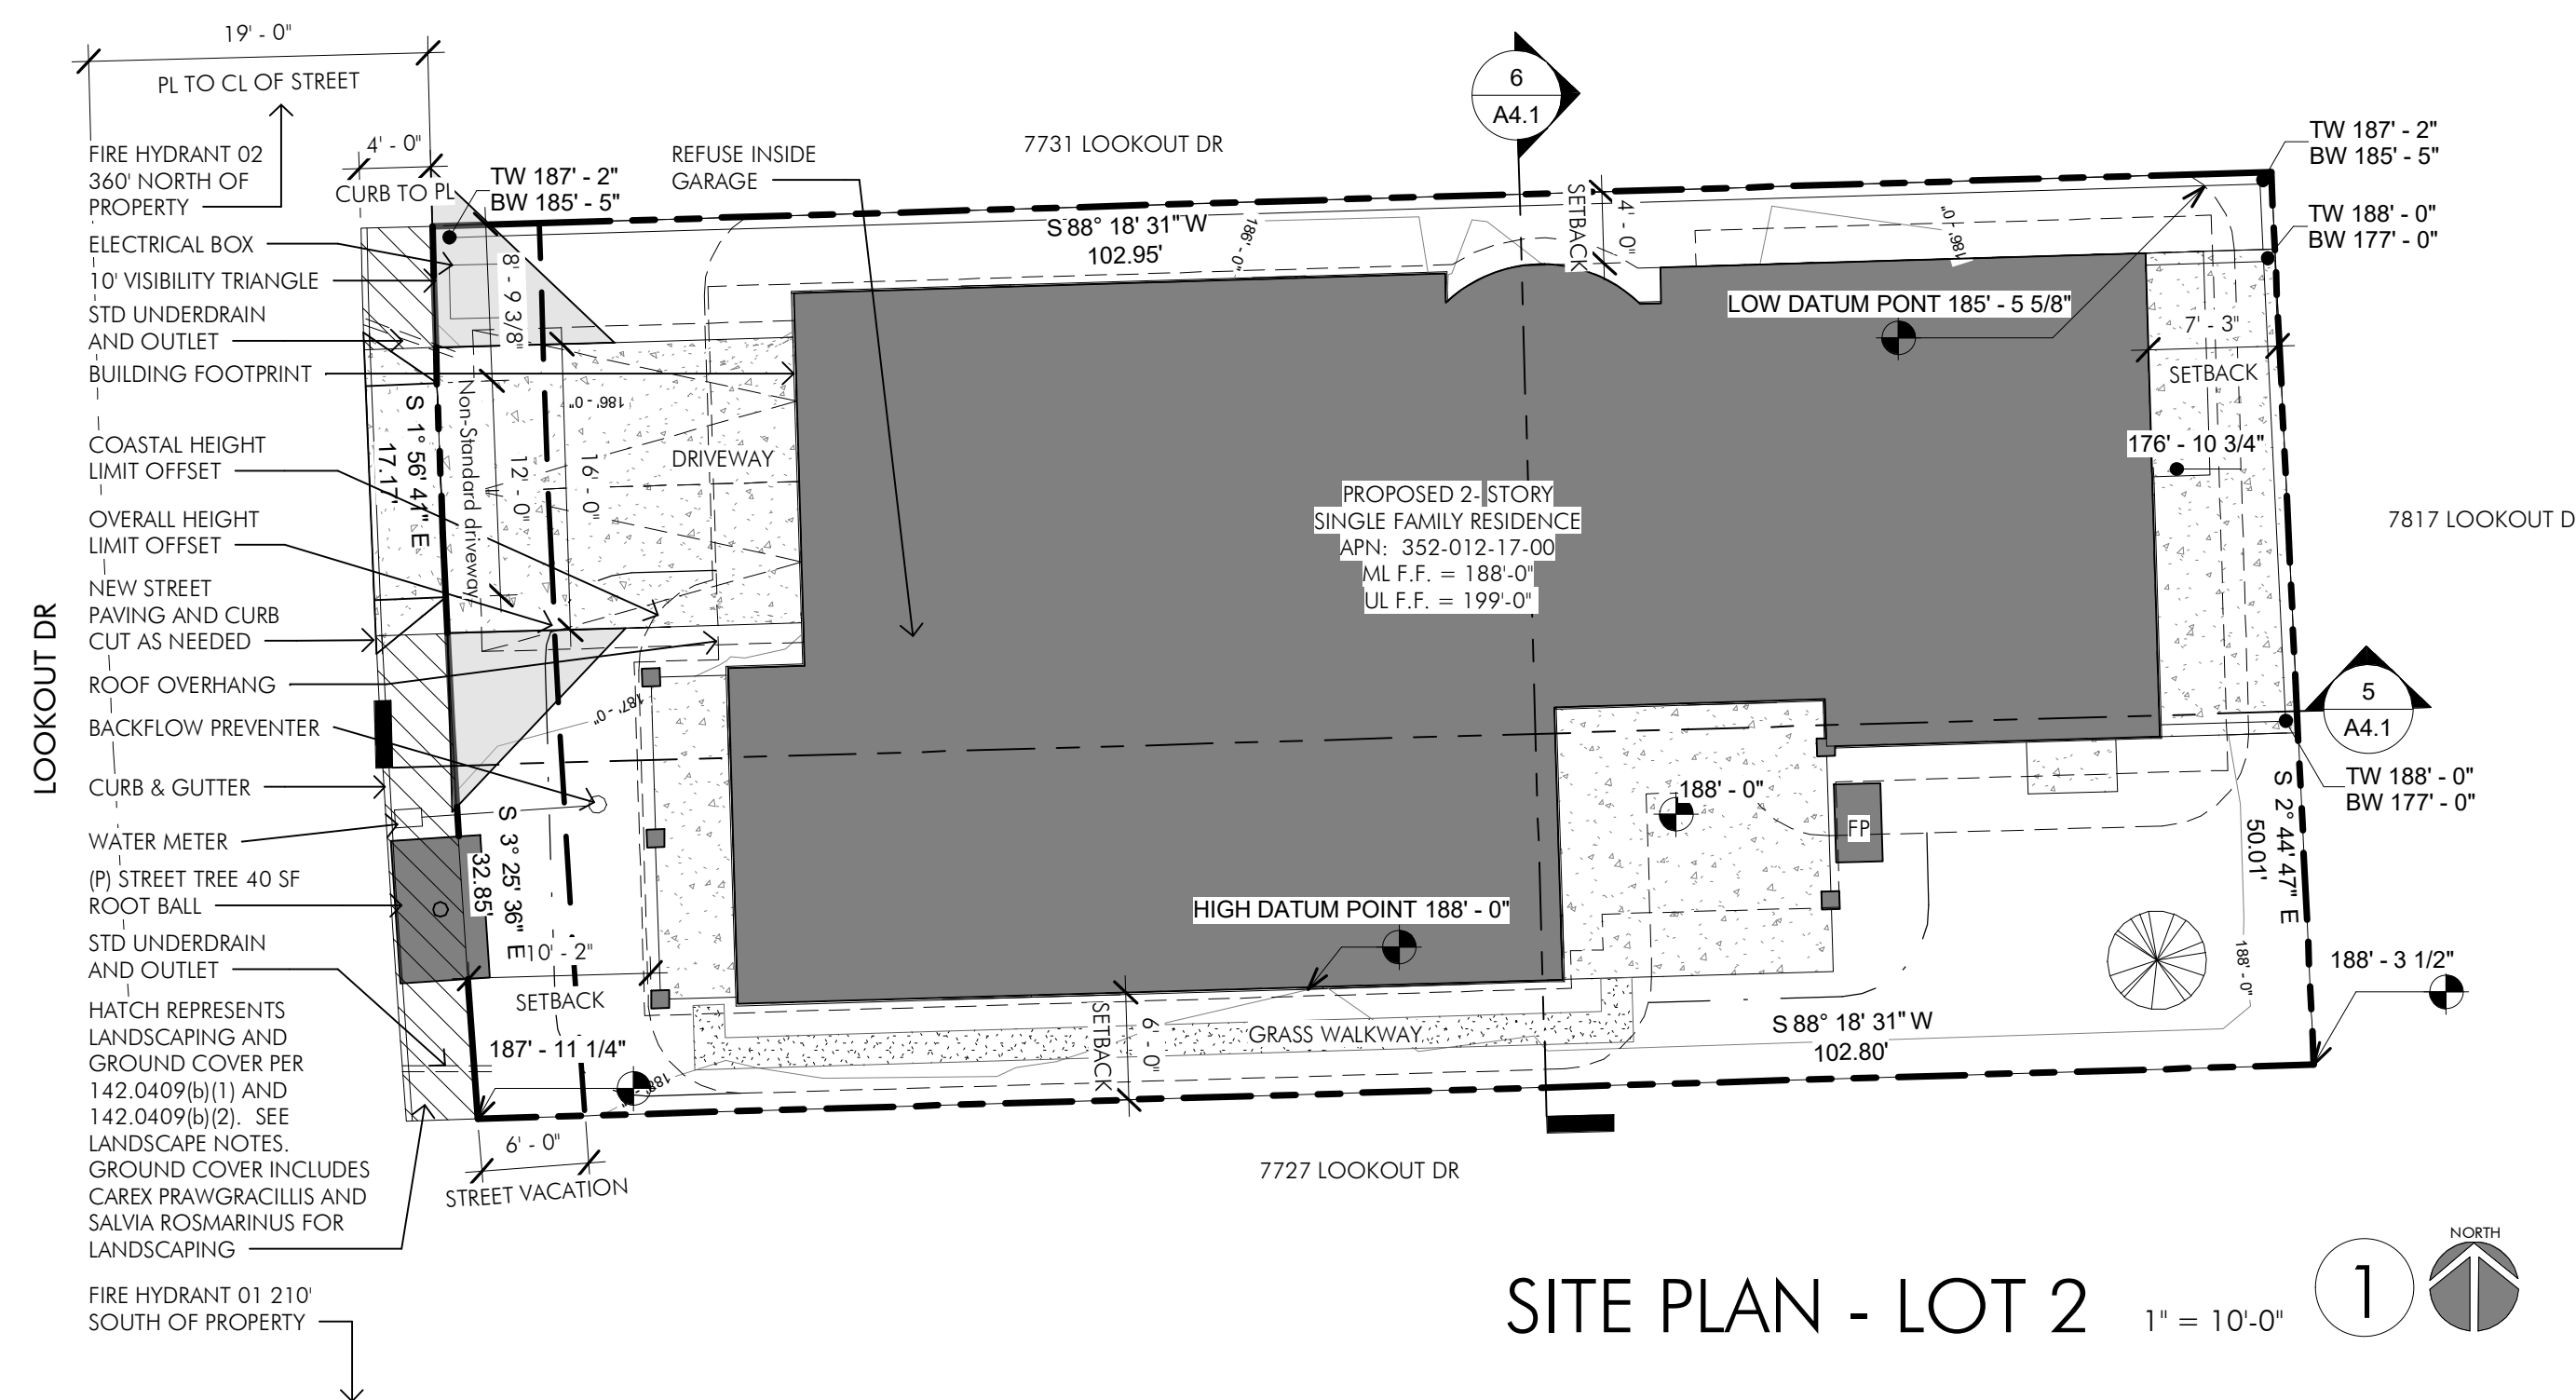 19' - 0"
PL TO CL OF STREET
FIRE HYDRANT 02
360' NORTH OF
PROPERTY
ELECTRICAL BOX
10' VISIBILITY TRIANGLE
STD UNDERDRAIN
AND OUTLET
BUILDING FOOTPRINT
COASTAL HEIGHT
LIMIT OFFSET
OVERALL HEIGHT
LIMIT OFFSET
NEW STREET
PAVING AND CURB
CUT AS NEEDED
ROOF OVERHANG
BACKFLOW PREVENTER
CURB & GUTTER
WATER METER
(P) STREET TREE 40 SF
ROOT BALL
STD UNDERDRAIN
AND OUTLET
HATCH REPRESENTS
LANDSCAPING AND
GROUND COVER PER
142.0409(b)(1) AND
142.0409(b)(2).  SEE
LANDSCAPE NOTES.
GROUND COVER INCLUDES
CAREX PRAWGRACILLIS AND
SALVIA ROSMARINUS FOR
LANDSCAPING
FIRE HYDRANT 01 210'
SOUTH OF PROPERTY
LOOKOUT DR
4' - 0"
CURB TO PL
TW 187' - 2"
BW 185' - 5"
REFUSE INSIDE
GARAGE
7731 LOOKOUT DR
6
A4.1
S 88° 18' 31" W
102.95'
186' - 0"
SETBACK
4' - 0"
186' - 0"
TW 187' - 2"
BW 185' - 5"
TW 188' - 0"
BW 177' - 0"
8' - 9 3/8"
LOW DATUM PONT 185' - 5 5/8"
7' - 3"
SETBACK
S 1° 56' 41" E
17.17'
Non-Standard driveway
12' - 0"
16' - 0"
186' - 0"
DRIVEWAY
176' - 10 3/4"
PROPOSED 2- STORY
SINGLE FAMILY RESIDENCE
APN:  352-012-17-00
ML F.F. = 188'-0"
UL F.F. = 199'-0"
7817 LOOKOUT D
187' - 0"
5
A4.1
TW 188' - 0"
BW 177' - 0"
188' - 0"
FP
S 2° 44' 47" E
50.01'
S 3° 25' 36" E
32.85'
HIGH DATUM POINT 188' - 0"
10' - 2"
SETBACK
188' - 0"
188' - 3 1/2"
187' - 11 1/4"
188' - 0"
SETBACK
6' - 0"
GRASS WALKWAY
S 88° 18' 31" W
102.80'
6' - 0"
STREET VACATION
7727 LOOKOUT DR
SITE PLAN - LOT 2
1" = 10'-0"
1
NORTH